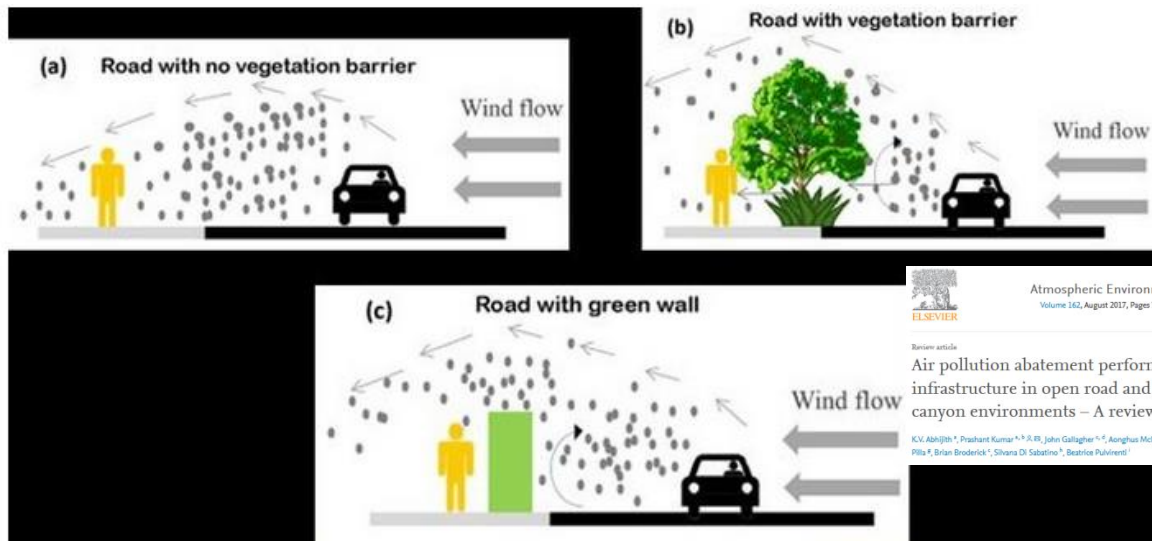 (a) Road with no vegetation barrier
Wind flow
(b) Road with vegetation barrier
Wind flow
(c) Road with green wall
Wind flow
ELSEVIER
Atmospheric Environ
Volume 162, August 2017, Pages
Review article
Air pollution abatement perform
infrastructure in open road and
canyon environments – A review
K.V. Abhijith a, Prashant Kumar a, b, John Gallagher c, d, Aonghus Mc
Pilla g, Brian Broderick c, Silvana Di Sabatino h, Beatrice Pulvirenti i